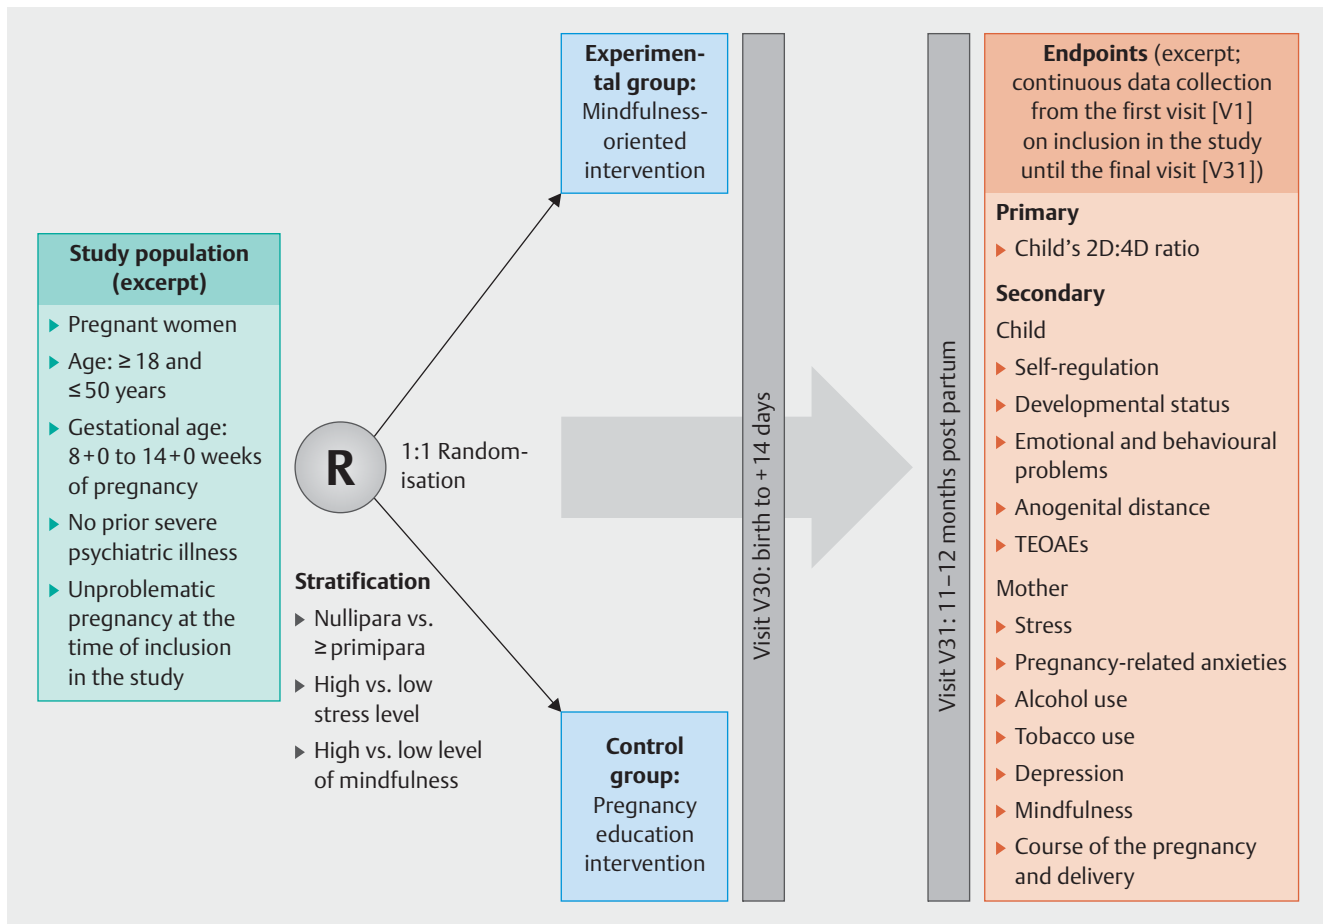 Study population
(excerpt)
▶ Pregnant women
▶ Age: ≥ 18 and
≤ 50 years
▶ Gestational age:
8+0 to 14+0 weeks
of pregnancy
▶ No prior severe
psychiatric illness
▶ Unproblematic
pregnancy at the
time of inclusion
in the study
R
1:1 Random-
isation
Stratification
▶ Nullipara vs.
≥ primipara
▶ High vs. low
stress level
▶ High vs. low level
of mindfulness
Experimen-
tal group:
Mindfulness-
oriented
intervention
Control
group:
Pregnancy
education
intervention
Visit V30: birth to + 14 days
Visit V31: 11–12 months post partum
Endpoints (excerpt;
continuous data collection
from the first visit [V1]
on inclusion in the study
until the final visit [V31])
Primary
▶ Child’s 2D:4D ratio
Secondary
Child
▶ Self-regulation
▶ Developmental status
▶ Emotional and behavioural
problems
▶ Anogenital distance
▶ TEOAEs
Mother
▶ Stress
▶ Pregnancy-related anxieties
▶ Alcohol use
▶ Tobacco use
▶ Depression
▶ Mindfulness
▶ Course of the pregnancy
and delivery